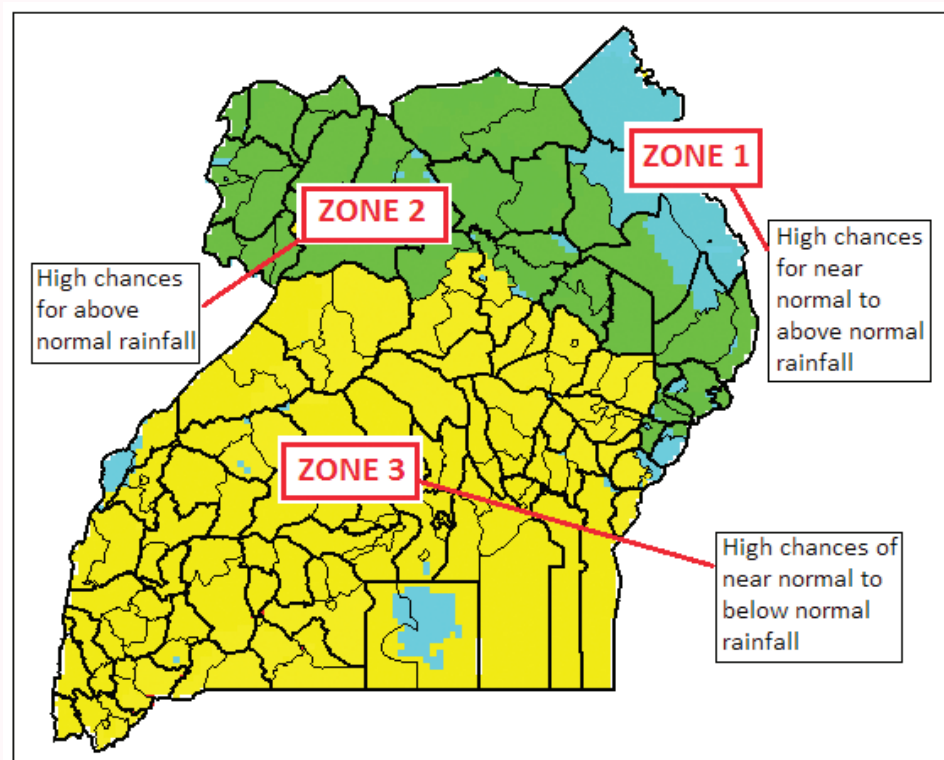 ZONE 1
ZONE 2
High chances
for near
normal to
above normal
rainfall
High chances
for above
normal rainfall
ZONE 3
High chances of
near normal to
below normal
rainfall